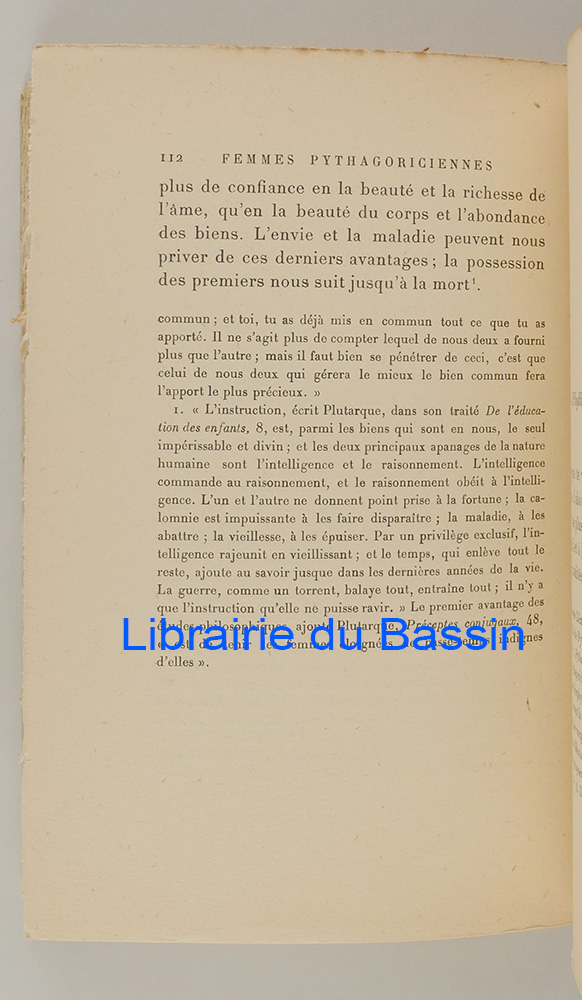 112 FEMMES PYTHAGORICIENNES
plus de confiance en la beauté et la richesse de
l'âme, qu'en la beauté du corps et l'abondance
des biens. L'envie et la maladie peuvent nous
priver de ces derniers avantages ; la possession
des premiers nous suit jusqu'à la mort¹.
commun ; et toi, tu as déjà mis en commun tout ce que tu as
apporté. Il ne s'agit plus de compter lequel de nous deux a fourni
plus que l'autre ; mais il faut bien se pénétrer de ceci, c'est que
celui de nous deux qui gérera le mieux le bien commun fera
l'apport le plus précieux. »
1. « L'instruction, écrit Plutarque, dans son traité De l'éduca-
tion des enfants, 8, est, parmi les biens qui sont en nous, le seul
impérissable et divin ; et les deux principaux apanages de la nature
humaine sont l'intelligence et le raisonnement. L'intelligence
commande au raisonnement, et le raisonnement obéit à l'intelli-
gence. L'un et l'autre ne donnent point prise à la fortune ; la ca-
lomnie est impuissante à les faire disparaître ; la maladie, à les
abattre ; la vieillesse, à les épuiser. Par un privilège exclusif, l'in-
telligence rajeunit en vieillissant ; et le temps, qui enlève tout le
reste, ajoute au savoir jusque dans les dernières années de la vie.
La guerre, comme un torrent, balaye tout, entraîne tout ; il n'y a
que l'instruction qu'elle ne puisse ravir. » Le premier avantage des
études philosophiques, ajoute Plutarque, Préceptes conjugaux, 48,
Librairie du Bassin
femmes indignes
d'elles ».